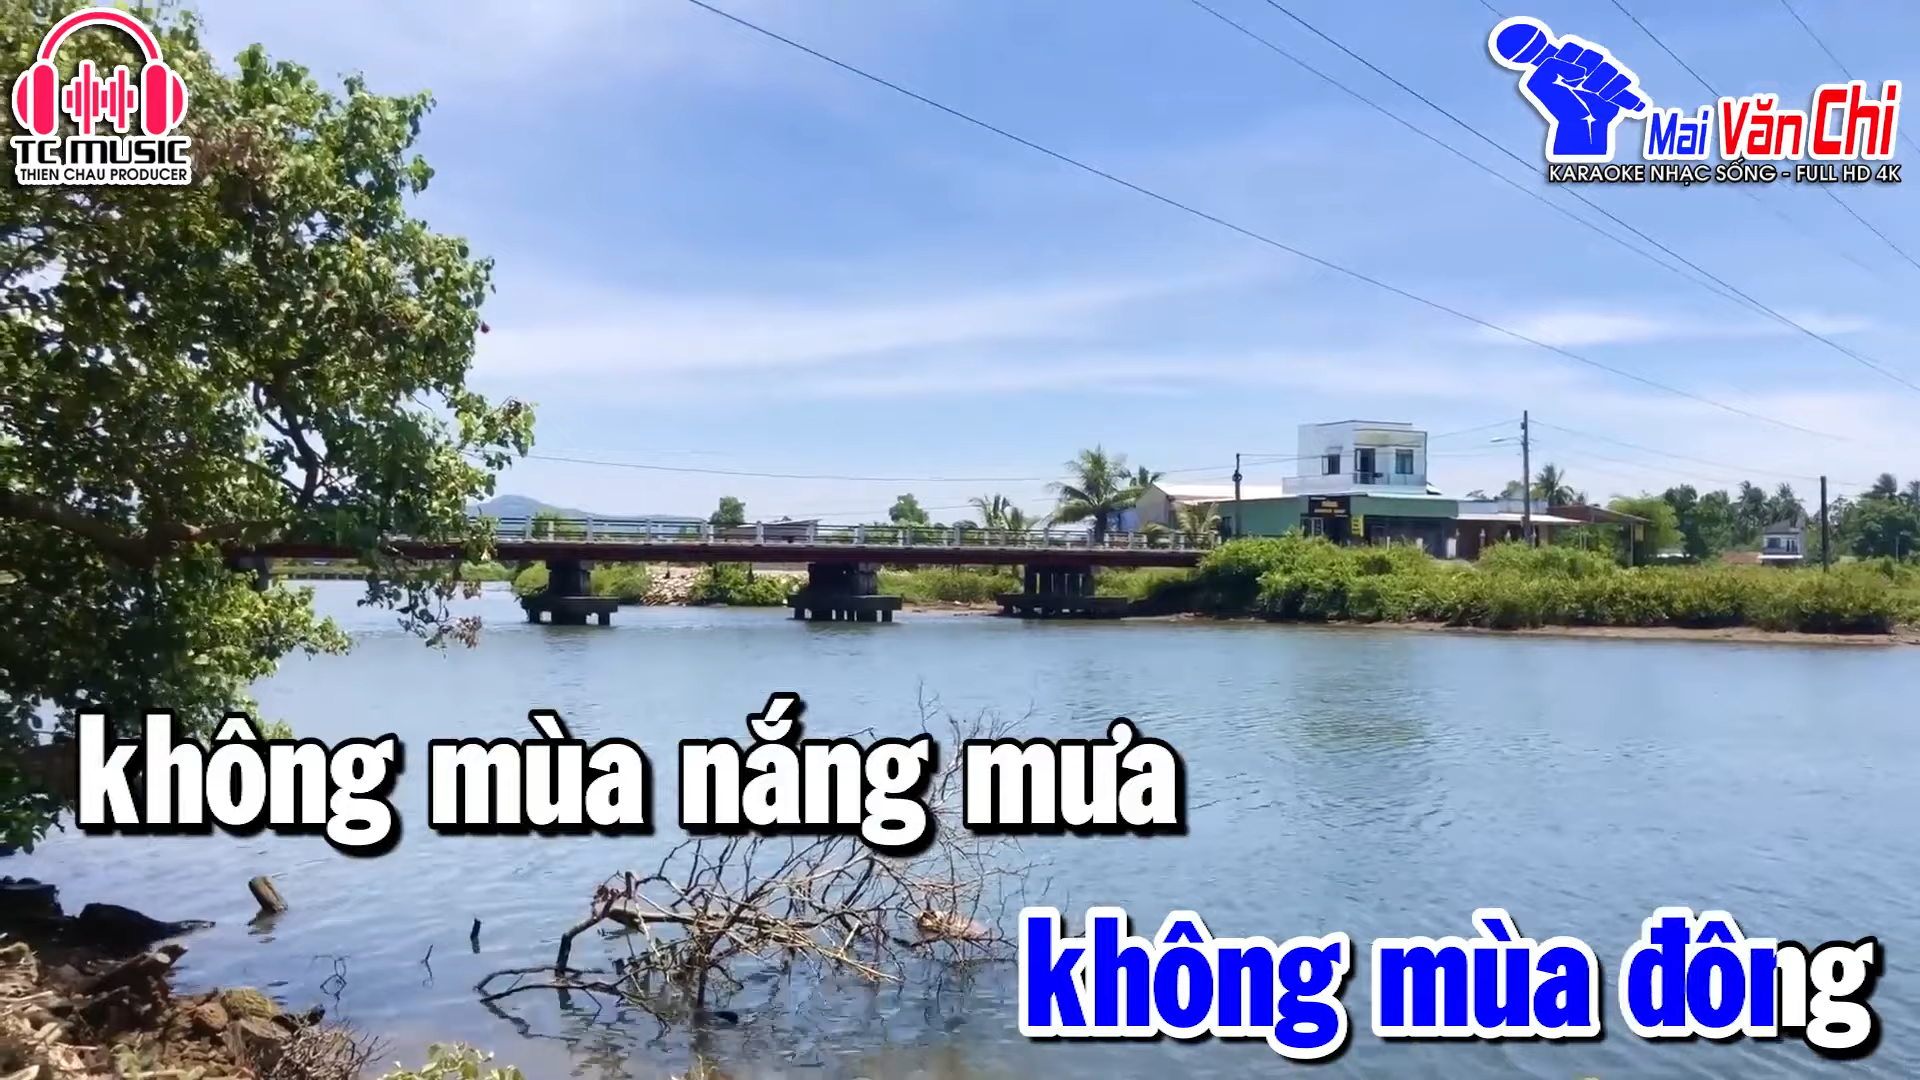 TC MUSIC
THIEN CHAU PRODUCER
Mai Văn Chi
KARAOKE NHẠC SỐNG - FULL HD 4K
không mùa nắng mưa
không mùa đông